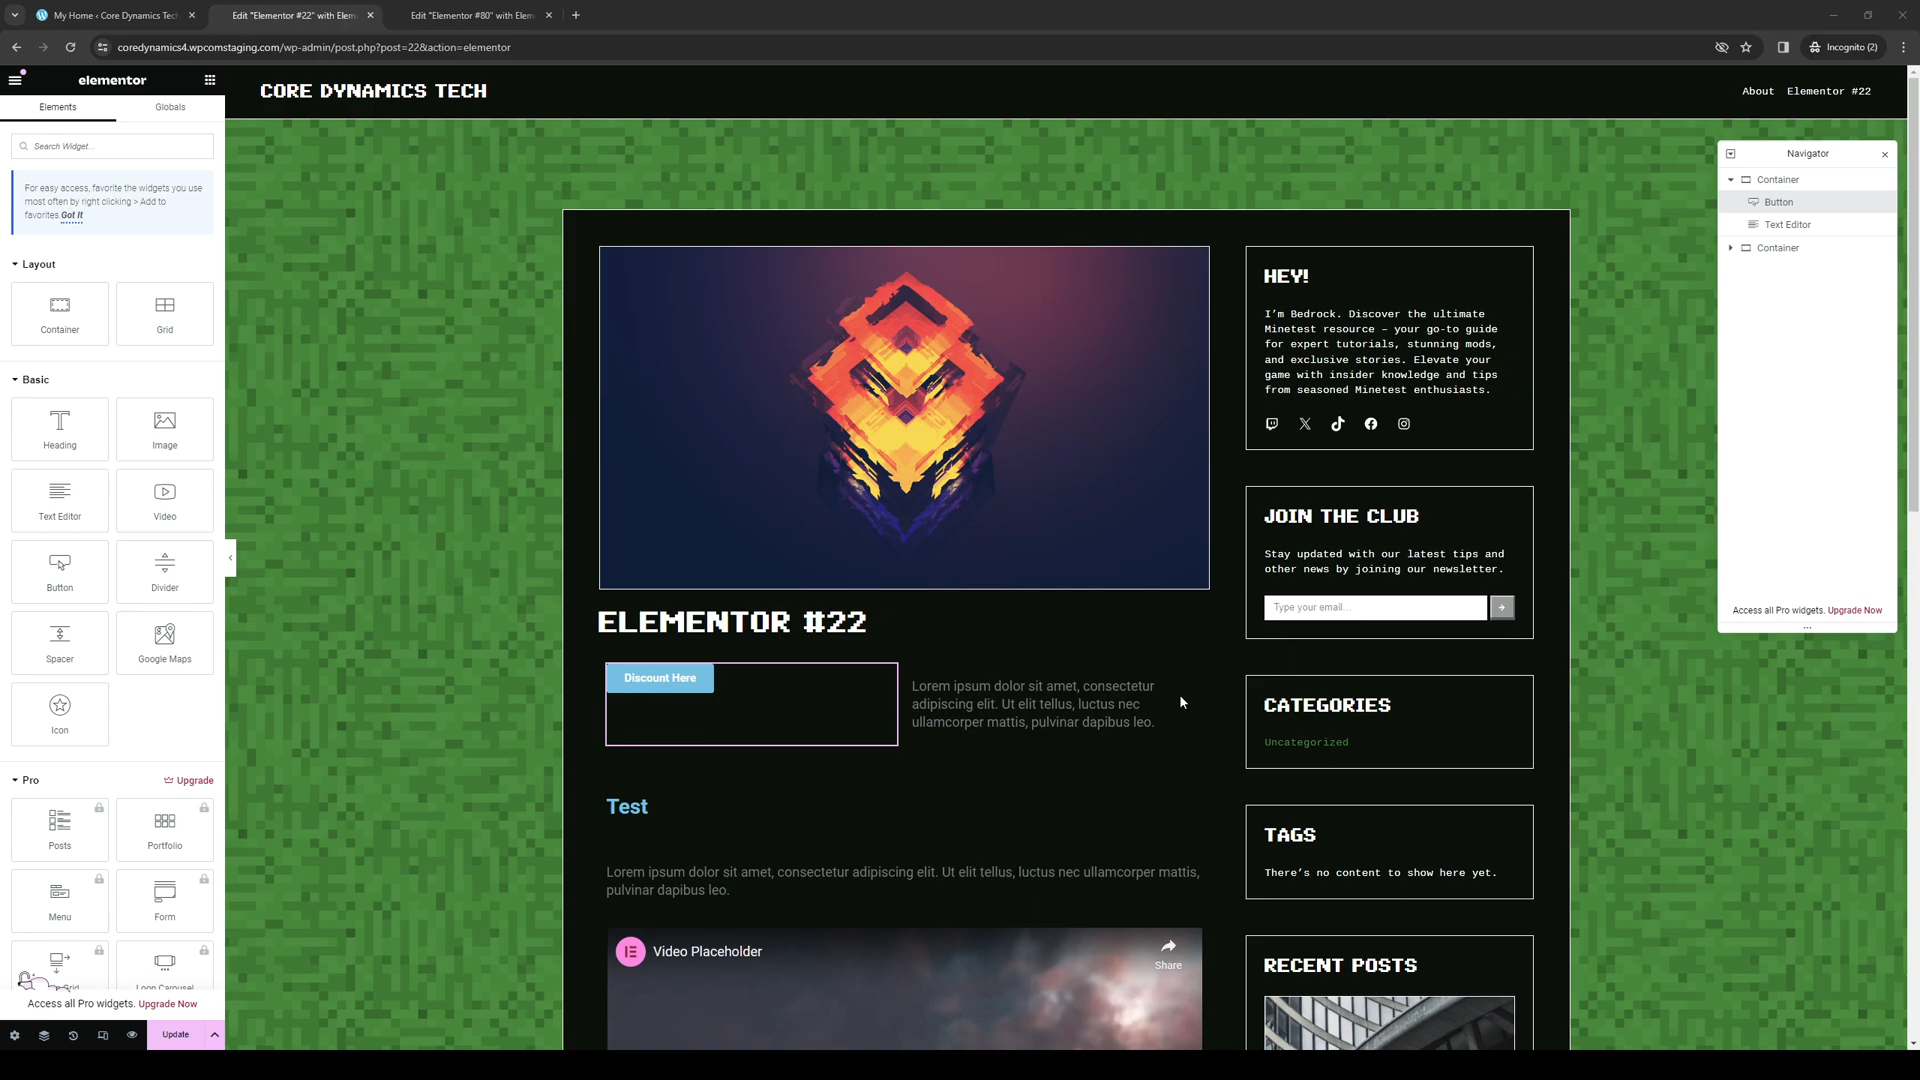 My Home ‹ Core Dynamics Tech
Edit "Elementor #22" with Elem
Edit "Elementor #80" with Elem
coredynamics4.wpcomstaging.com/wp-admin/post.php?post=22&action=elementor
Incognito (2)
elementor
Elements
Globals
Search Widget...
For easy access, favorite the widgets you use
most often by right clicking > Add to
favorites.Got It
Layout
Container
Grid
Basic
Heading
Image
Text Editor
Video
Button
Divider
Spacer
Google Maps
Icon
Pro
Upgrade
Posts
Portfolio
Menu
Form
Grid
Loop Carousel
Access all Pro widgets. Upgrade Now
Update
CORE DYNAMICS TECH
About
Elementor #22
ELEMENTOR #22
Discount Here
Lorem ipsum dolor sit amet, consectetur
adipiscing elit. Ut elit tellus, luctus nec
ullamcorper mattis, pulvinar dapibus leo.
Test
Lorem ipsum dolor sit amet, consectetur adipiscing elit. Ut elit tellus, luctus nec ullamcorper mattis,
pulvinar dapibus leo.
Video Placeholder
Share
HEY!
I'm Bedrock. Discover the ultimate
Minetest resource – your go-to guide
for expert tutorials, stunning mods,
and exclusive stories. Elevate your
game with insider knowledge and tips
from seasoned Minetest enthusiasts.
JOIN THE CLUB
Stay updated with our latest tips and
other news by joining our newsletter.
Type your email...
CATEGORIES
Uncategorized
TAGS
There's no content to show here yet.
RECENT POSTS
Navigator
Container
Button
Text Editor
Container
Access all Pro widgets. Upgrade Now